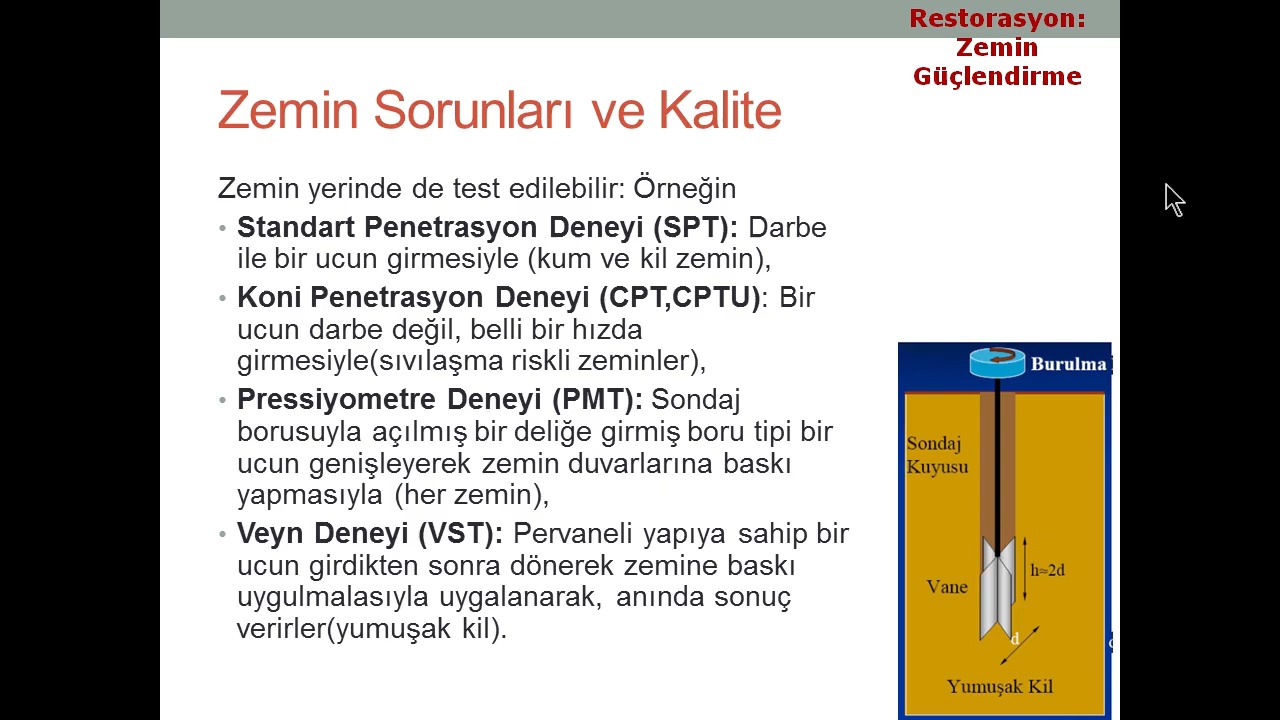 Restorasyon:
Zemin
Güçlendirme
Zemin Sorunları ve Kalite
Zemin yerinde de test edilebilir: Örneğin
• Standart Penetrasyon Deneyi (SPT): Darbe
ile bir ucun girmesiyle (kum ve kil zemin),
• Koni Penetrasyon Deneyi (CPT,CPTU): Bir
ucun darbe değil, belli bir hızda
girmesiyle(sıvılaşma riskli zeminler),
• Pressiyometre Deneyi (PMT): Sondaj
borusuyla açılmış bir deliğe girmiş boru tipi bir
ucun genişleyerek zemin duvarlarına baskı
yapmasıyla (her zemin),
• Veyn Deneyi (VST): Pervaneli yapıya sahip bir
ucun girdikten sonra dönerek zemine baskı
uygulmalasıyla uygalanarak, anında sonuç
verirler(yumuşak kil).
Burulma
Sondaj
Kuyusu
h≈2d
Vane
d
Yumuşak Kil